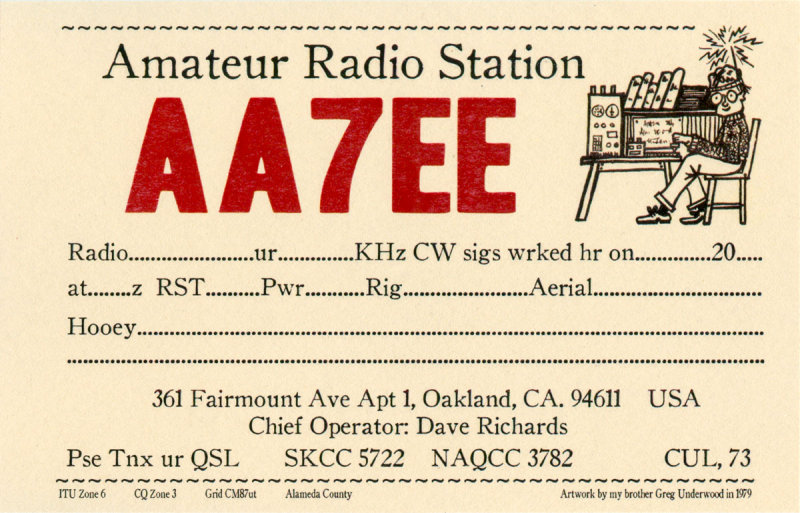 Amateur Radio Station
AA7EE
Radio.......................ur..............KHz CW sigs wrked hr on..............20.....
at........z RST..........Pwr...........Rig.......................Aerial...............................
Hooey....................................................................................................................
................................................................................................................................
361 Fairmount Ave Apt 1, Oakland, CA. 94611 USA
Chief Operator: Dave Richards
Pse Tnx ur QSL SKCC 5722 NAQCC 3782 CUL, 73
ITU Zone 6 CQ Zone 3 Grid CM87ut Alameda County Artwork by my brother Greg Underwood in 1979